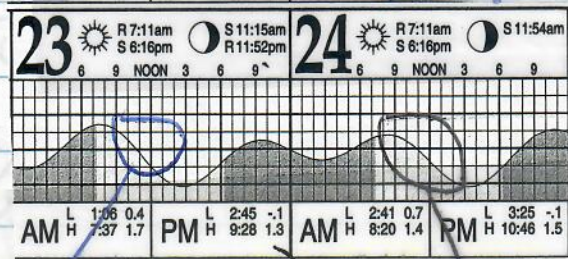 23 R 7:11am S 11:15am 24 R 7:11am S 11:54am
S 6:16pm R 11:52pm S 6:16pm
6 9 NOON 3 6 9 6 9 NOON 3 6 9
AM L 1:06 0.4 PM L 2:45 -.1 AM L 2:41 0.7 PM L 3:25 -.1
H 7:37 1.7 H 9:28 1.3 H 8:20 1.4 H 10:46 1.5